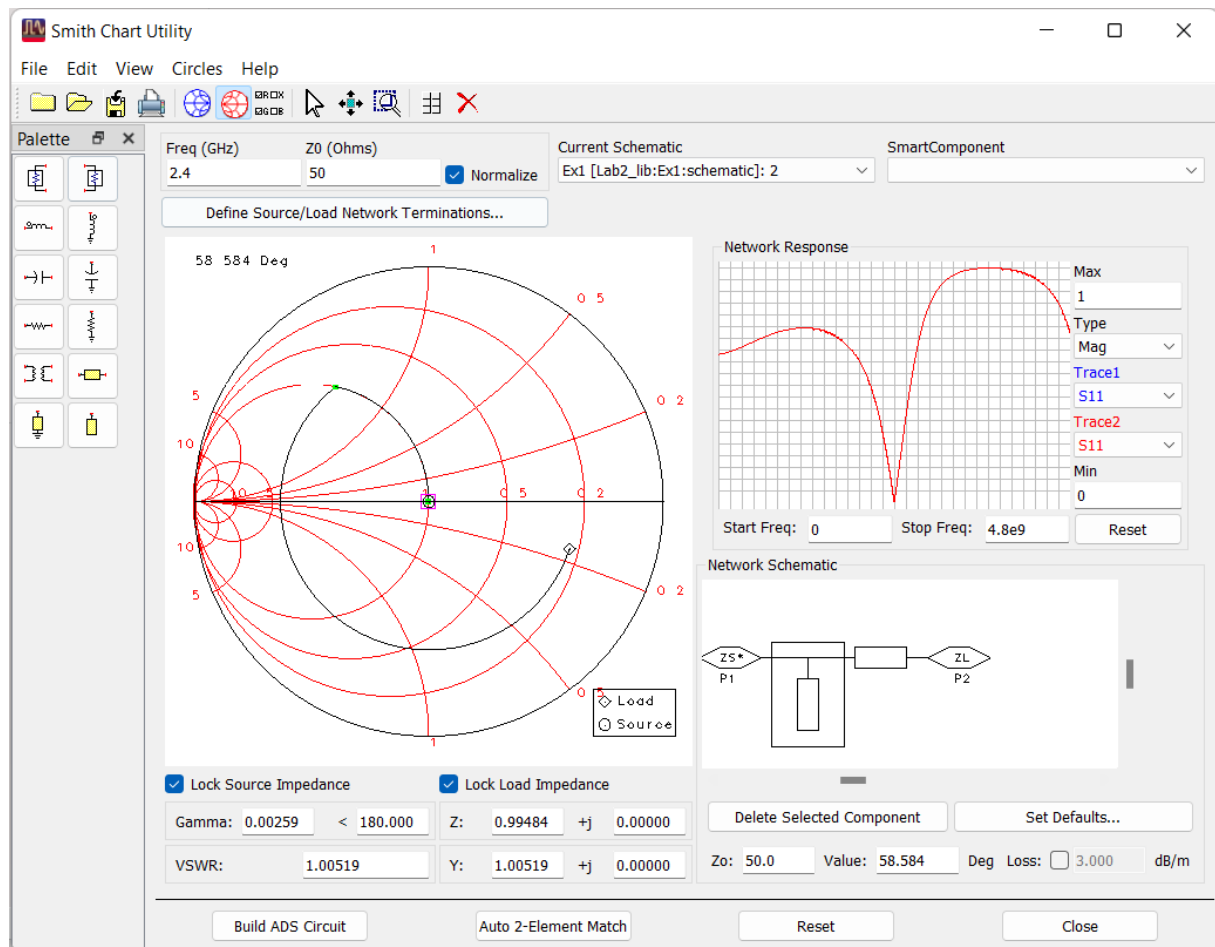 Smith Chart Utility
File Edit View Circles Help
Palette
Freq (GHz) Z0 (Ohms)
2.4 50 Normalize
Current Schematic
Ex1 [Lab2_lib:Ex1:schematic]: 2
SmartComponent
Define Source/Load Network Terminations...
58 584 Deg
1
0 5
0 2
5
10
10 5 1 0 5 0 2
10
5
0 2
0 5
1
Load
Source
Network Response
Max
1
Type
Mag
Trace1
S11
Trace2
S11
Min
0
Start Freq: 0 Stop Freq: 4.8e9 Reset
Network Schematic
ZS*
P1
ZL
P2
Lock Source Impedance
Lock Load Impedance
Gamma: 0.00259 < 180.000
Z: 0.99484 +j 0.00000
VSWR: 1.00519
Y: 1.00519 +j 0.00000
Delete Selected Component Set Defaults...
Zo: 50.0 Value: 58.584 Deg Loss: 3.000 dB/m
Build ADS Circuit Auto 2-Element Match Reset Close